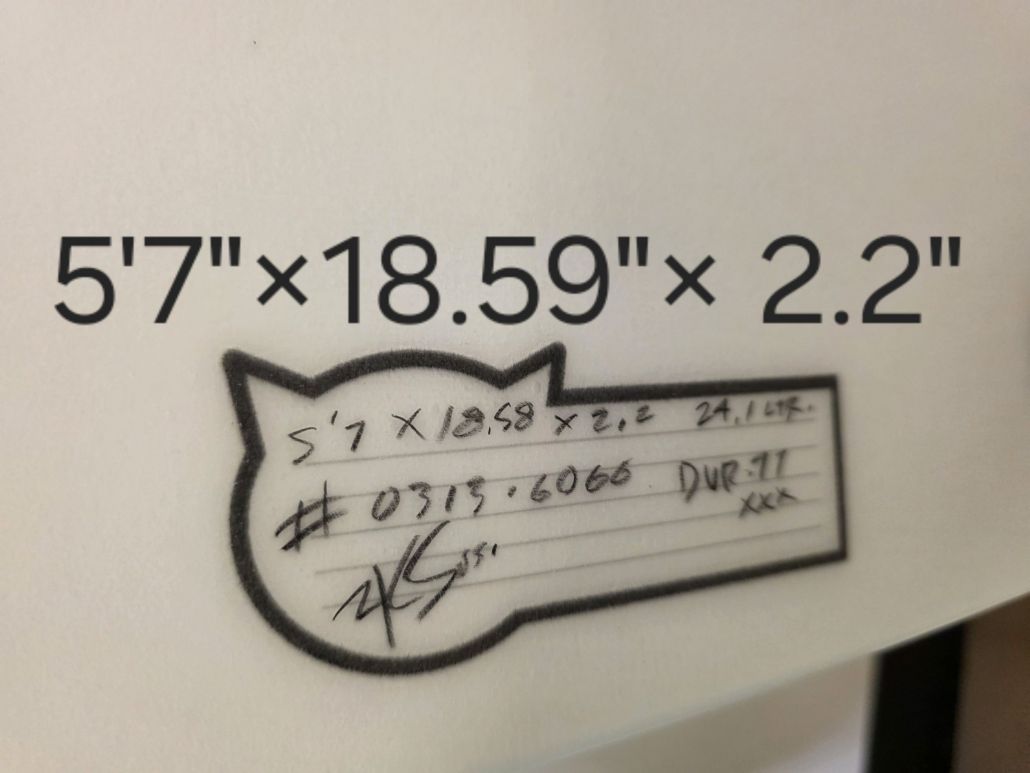 5'7"×18.59"× 2.2"
5'7 X 18.58 x 2.2 24.1 LTR.
# 0313.6066 DVR.77
xxx